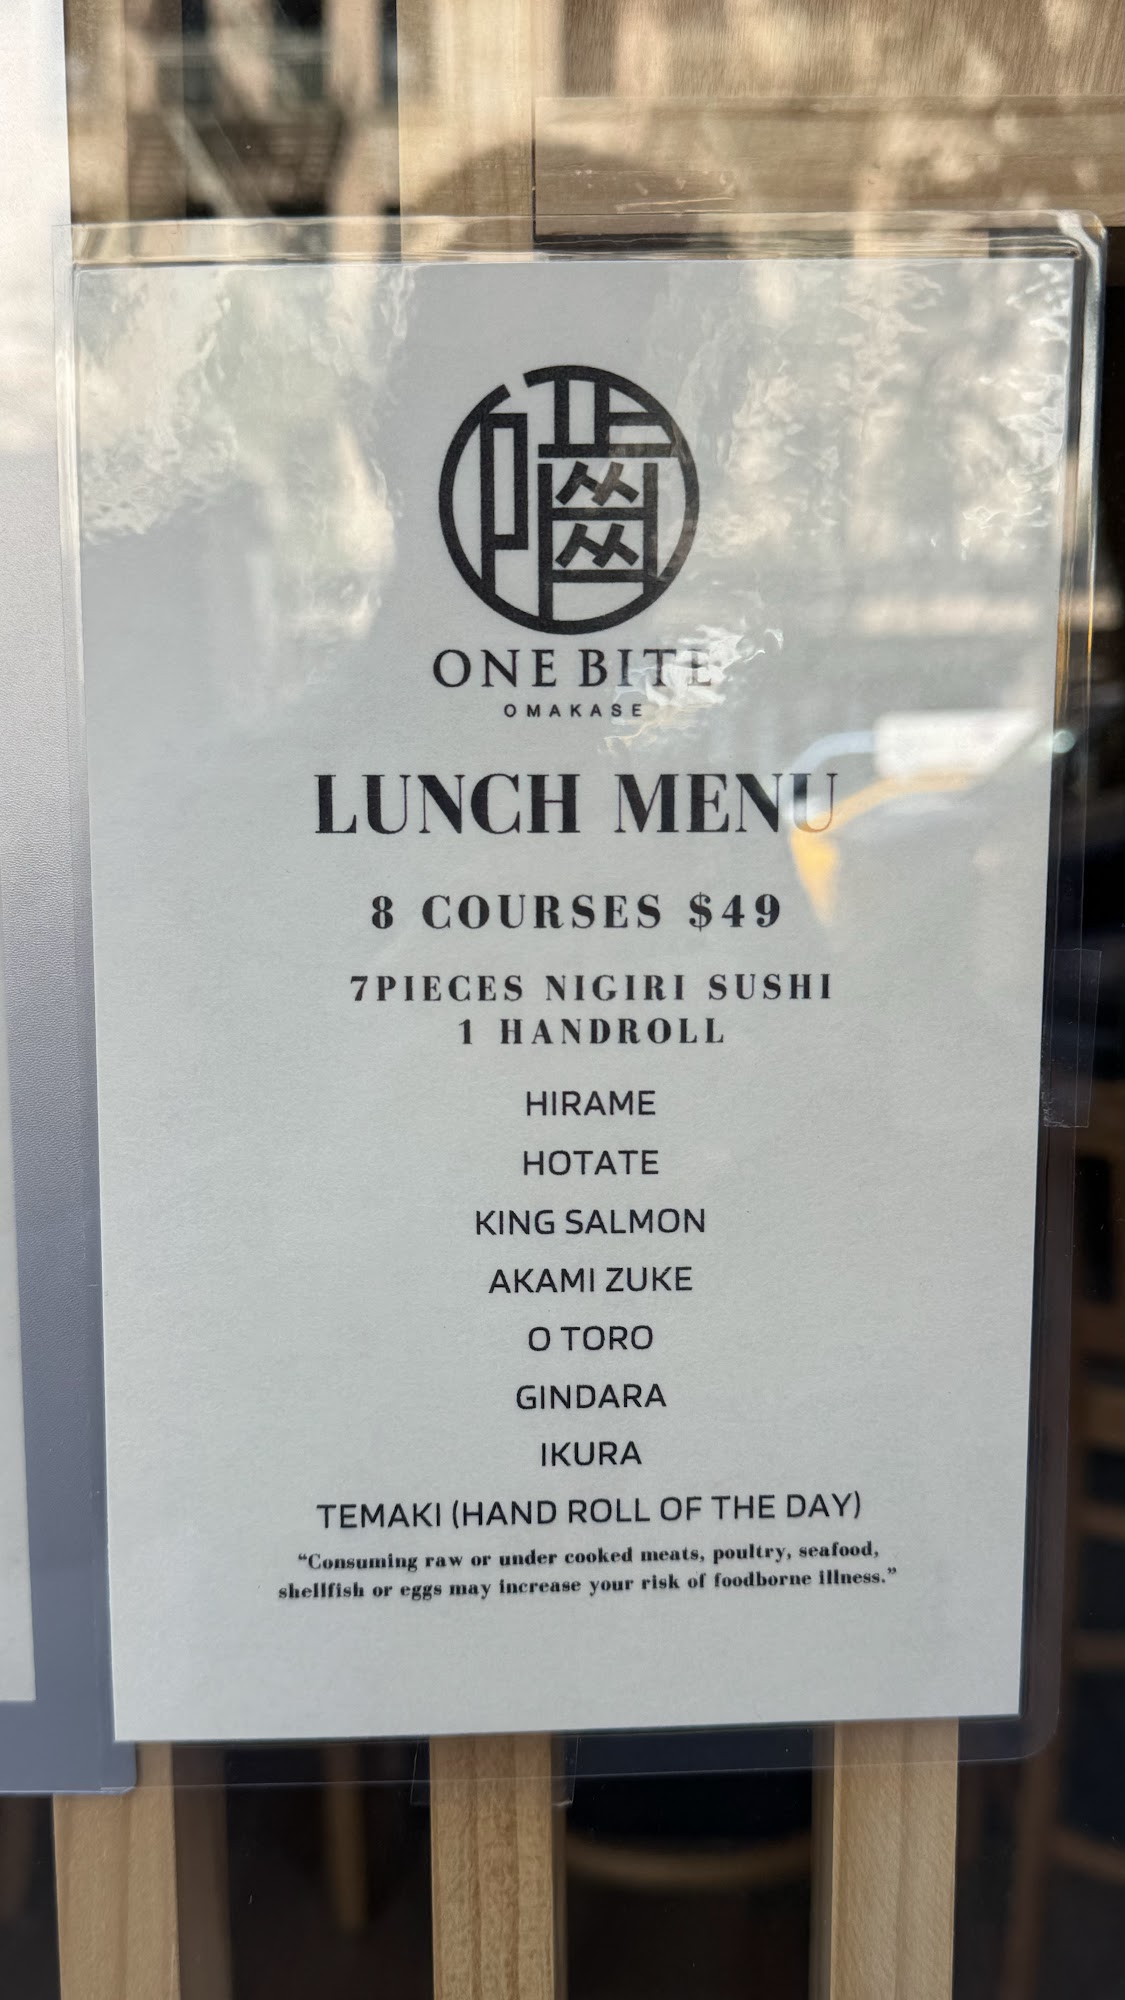 嚙
ONE BITE
OMAKASE
LUNCH MENU
8 COURSES $49
7PIECES NIGIRI SUSHI
1 HANDROLL
HIRAME
HOTATE
KING SALMON
AKAMI ZUKE
O TORO
GINDARA
IKURA
TEMAKI (HAND ROLL OF THE DAY)
“Consuming raw or under cooked meats, poultry, seafood,
shellfish or eggs may increase your risk of foodborne illness.”